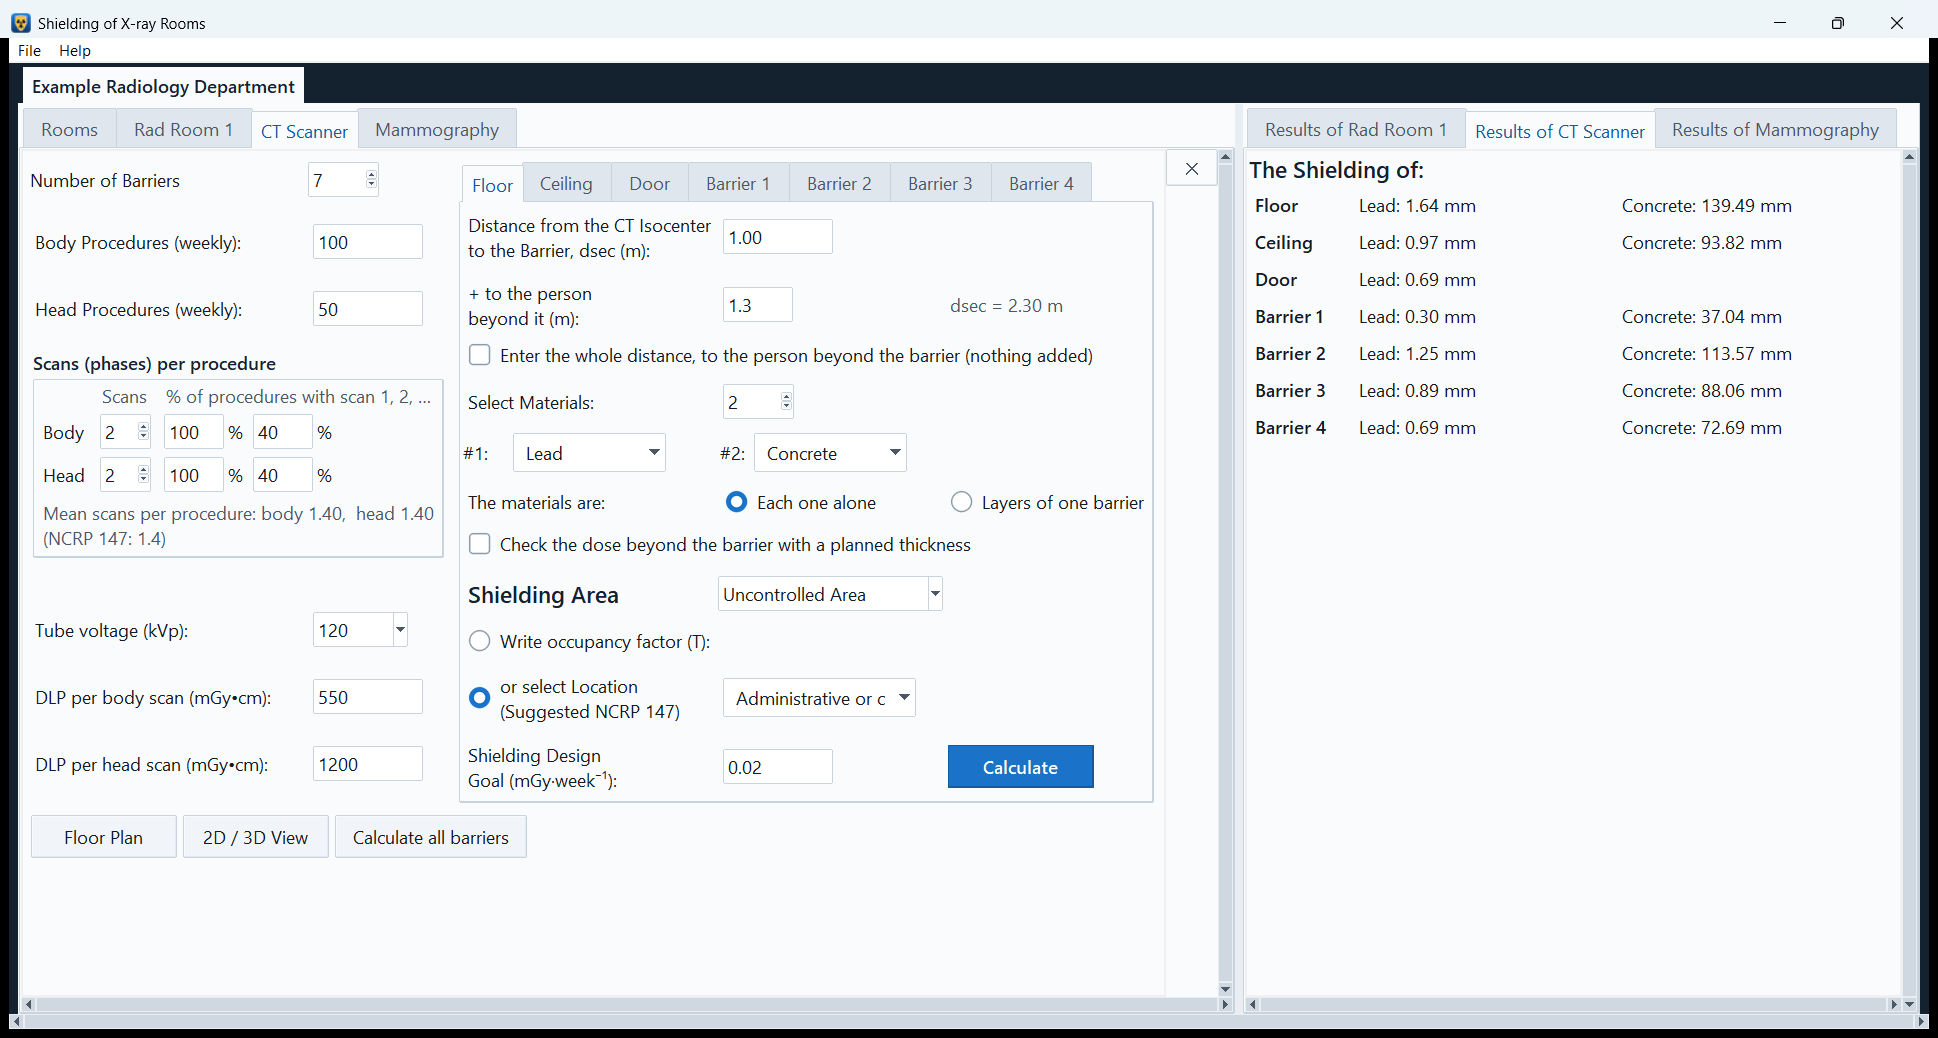 Shielding of X-ray Rooms
File Help
Example Radiology Department
Rooms Rad Room 1 CT Scanner Mammography
Number of Barriers 7
Body Procedures (weekly): 100
Head Procedures (weekly): 50
Scans (phases) per procedure
Scans % of procedures with scan 1, 2, ...
Body 2 100 % 40 %
Head 2 100 % 40 %
Mean scans per procedure: body 1.40, head 1.40
(NCRP 147: 1.4)
Tube voltage (kVp): 120
DLP per body scan (mGy•cm): 550
DLP per head scan (mGy•cm): 1200
Floor Plan 2D / 3D View Calculate all barriers
Floor Ceiling Door Barrier 1 Barrier 2 Barrier 3 Barrier 4
Distance from the CT Isocenter
to the Barrier, dsec (m): 1.00
+ to the person
beyond it (m): 1.3 dsec = 2.30 m
Enter the whole distance, to the person beyond the barrier (nothing added)
Select Materials: 2
#1: Lead #2: Concrete
The materials are: Each one alone Layers of one barrier
Check the dose beyond the barrier with a planned thickness
Shielding Area Uncontrolled Area
Write occupancy factor (T):
or select Location
(Suggested NCRP 147) Administrative or c
Shielding Design
Goal (mGy·week⁻¹): 0.02 Calculate
Results of Rad Room 1 Results of CT Scanner Results of Mammography
The Shielding of:
Floor Lead: 1.64 mm Concrete: 139.49 mm
Ceiling Lead: 0.97 mm Concrete: 93.82 mm
Door Lead: 0.69 mm
Barrier 1 Lead: 0.30 mm Concrete: 37.04 mm
Barrier 2 Lead: 1.25 mm Concrete: 113.57 mm
Barrier 3 Lead: 0.89 mm Concrete: 88.06 mm
Barrier 4 Lead: 0.69 mm Concrete: 72.69 mm